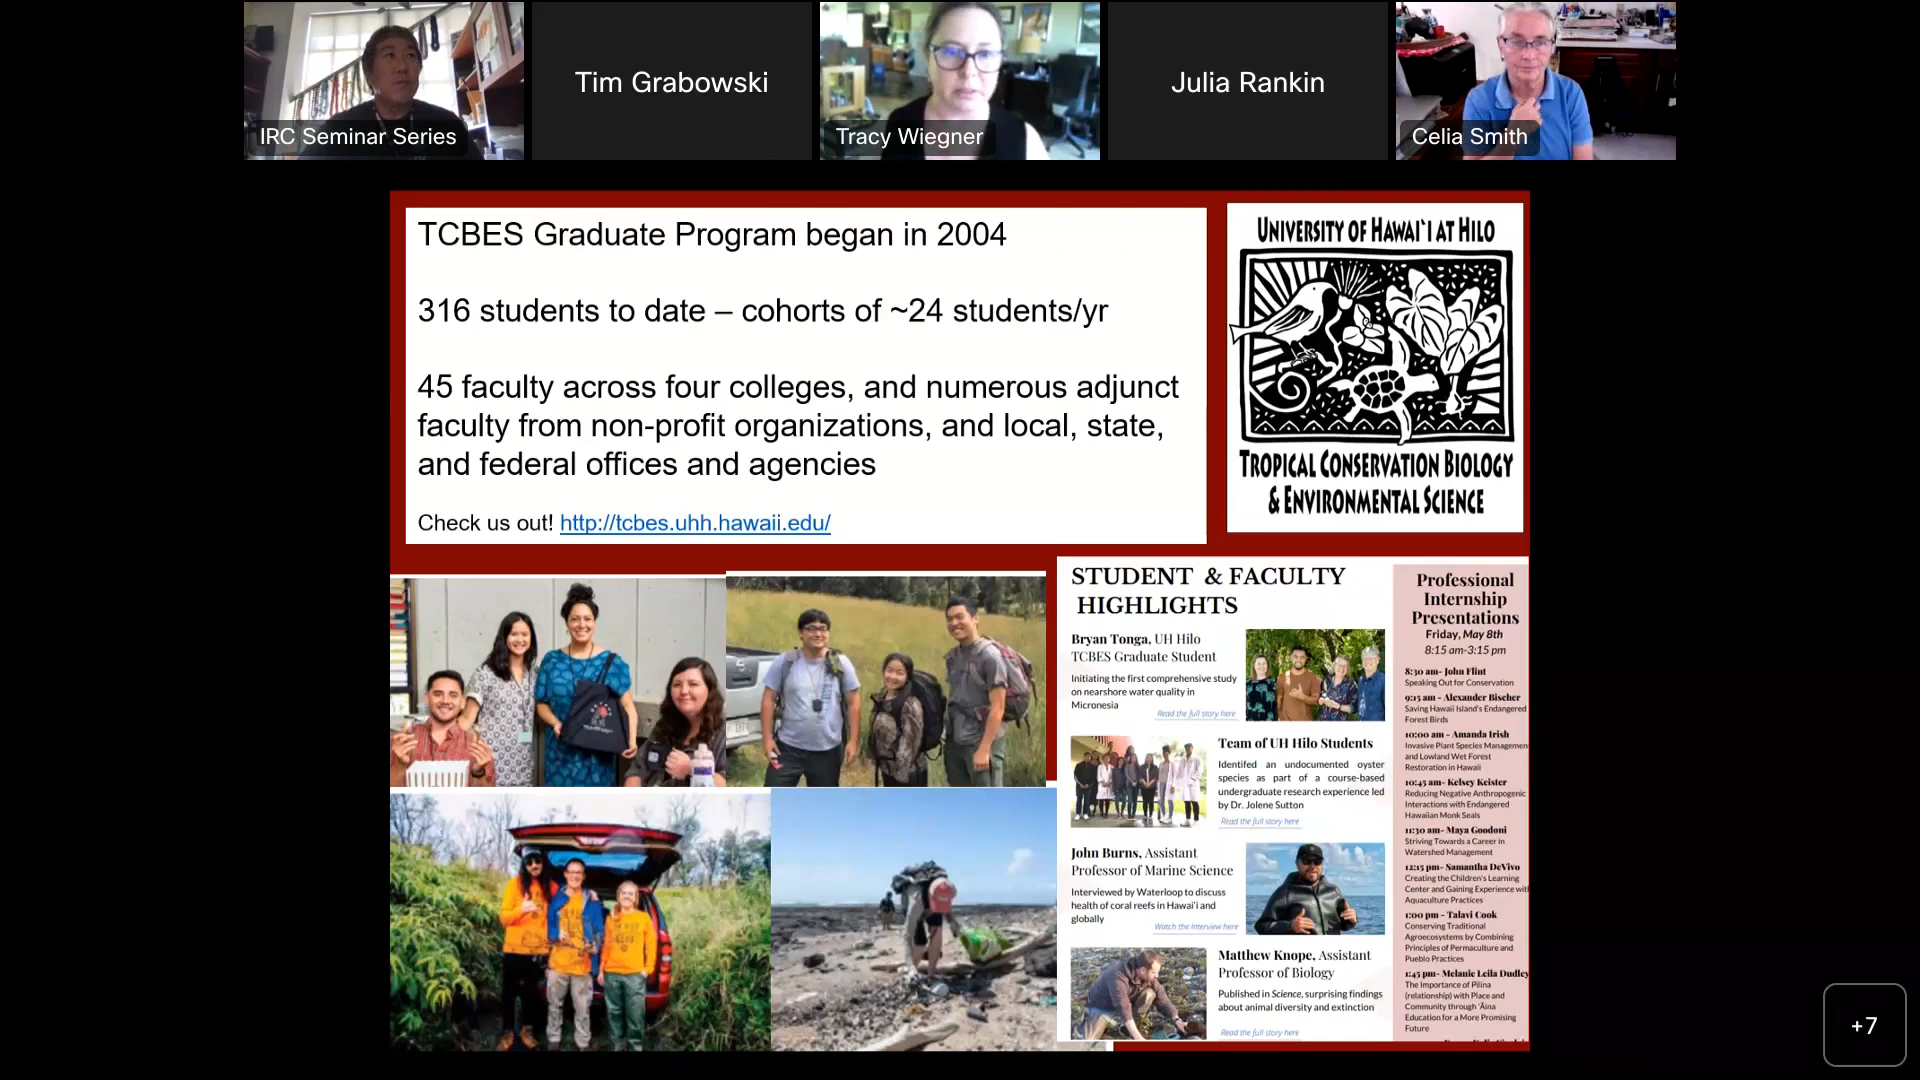 IRC Seminar Series
Tim Grabowski
Tracy Wiegner
Julia Rankin
Celia Smith
TCBES Graduate Program began in 2004
316 students to date – cohorts of ~24 students/yr
45 faculty across four colleges, and numerous adjunct
faculty from non-profit organizations, and local, state,
and federal offices and agencies
Check us out! http://tcbes.uhh.hawaii.edu/
UNIVERSITY OF HAWAI`I AT HILO
TROPICAL CONSERVATION BIOLOGY
& ENVIRONMENTAL SCIENCE
STUDENT & FACULTY
HIGHLIGHTS
Bryan Tonga, UH Hilo
TCBES Graduate Student
Initiating the first comprehensive study
on nearshore water quality in
Micronesia
Read the full story here
Team of UH Hilo Students
Identifed an undocumented oyster
species as part of a course-based
undergraduate research experience led
by Dr. Jolene Sutton
Read the full story here
John Burns, Assistant
Professor of Marine Science
Interviewed by Waterloop to discuss
health of coral reefs in Hawai'i and
globally
Watch the Interview here
Matthew Knope, Assistant
Professor of Biology
Published in Science, surprising findings
about animal diversity and extinction
Read the full story here
Professional
Internship
Presentations
Friday, May 8th
8:15 am-3:15 pm
8:30 am- John Flint
Speaking Out for Conservation
9:15 am - Alexander Bischer
Saving Hawaii Island's Endangered
Forest Birds
10:00 am - Amanda Irish
Invasive Plant Species Managemen
and Lowland Wet Forest
Restoration in Hawaii
10:45 am- Kelsey Keister
Reducing Negative Anthropogenic
Interactions with Endangered
Hawaiian Monk Seals
11:30 am- Maya Goodoni
Striving Towards a Career in
Watershed Management
12:15 pm- Samantha DeVivo
Creating the Children's Learning
Center and Gaining Experience with
Aquaculture Practices
1:00 pm - Talavi Cook
Conserving Traditional
Agroecosystems by Combining
Principles of Permaculture and
Pueblo Practices
1:45 pm- Melanie Leila Dudley
The Importance of Pilina
(relationship) with Place and
Community through 'Āina
Education for a More Promising
Future
+7